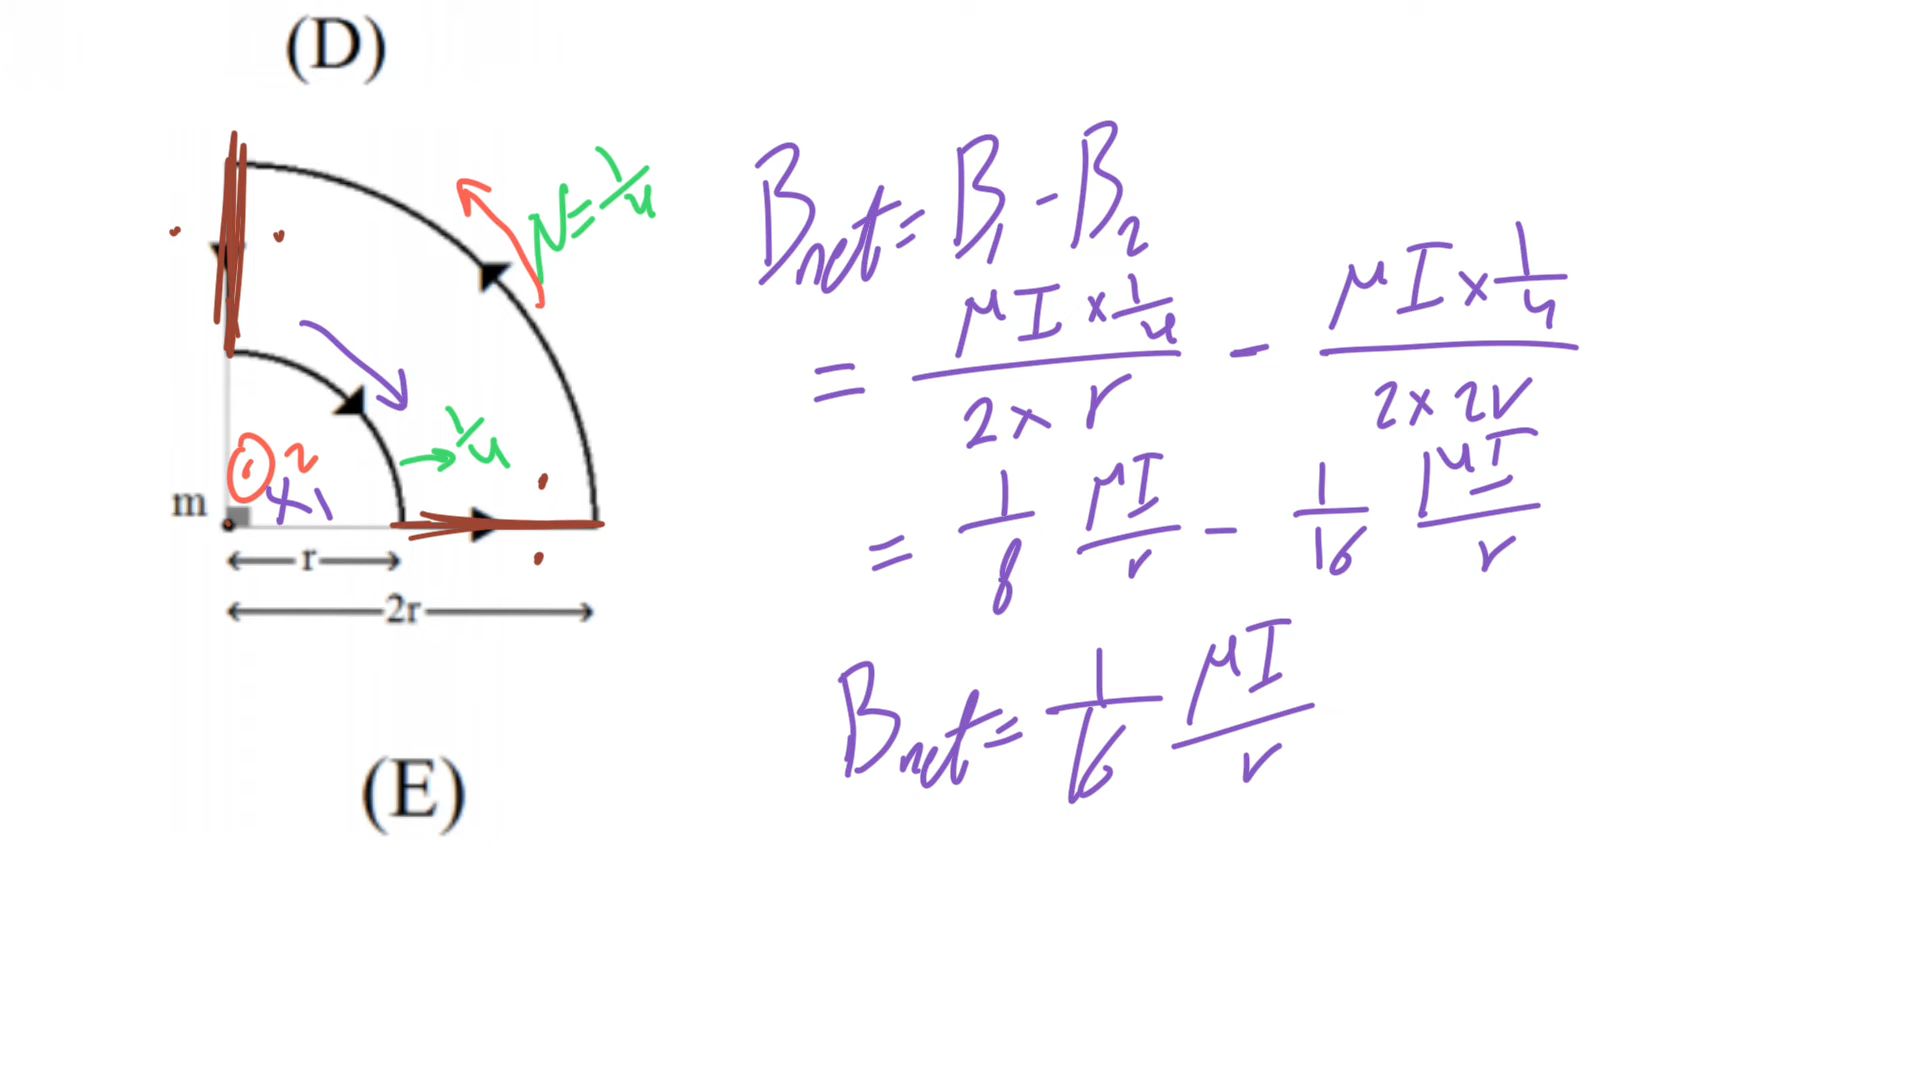 (D)
N=1/4
1/4
⊙ 2
x 1
m
r
2r
(E)
Bnet = B1 - B2
= μI × 1/4 / 2 × r - μI × 1/4 / 2 × 2r
= 1/8 μI/r - 1/16 μI/r
Bnet = 1/16 μI/r